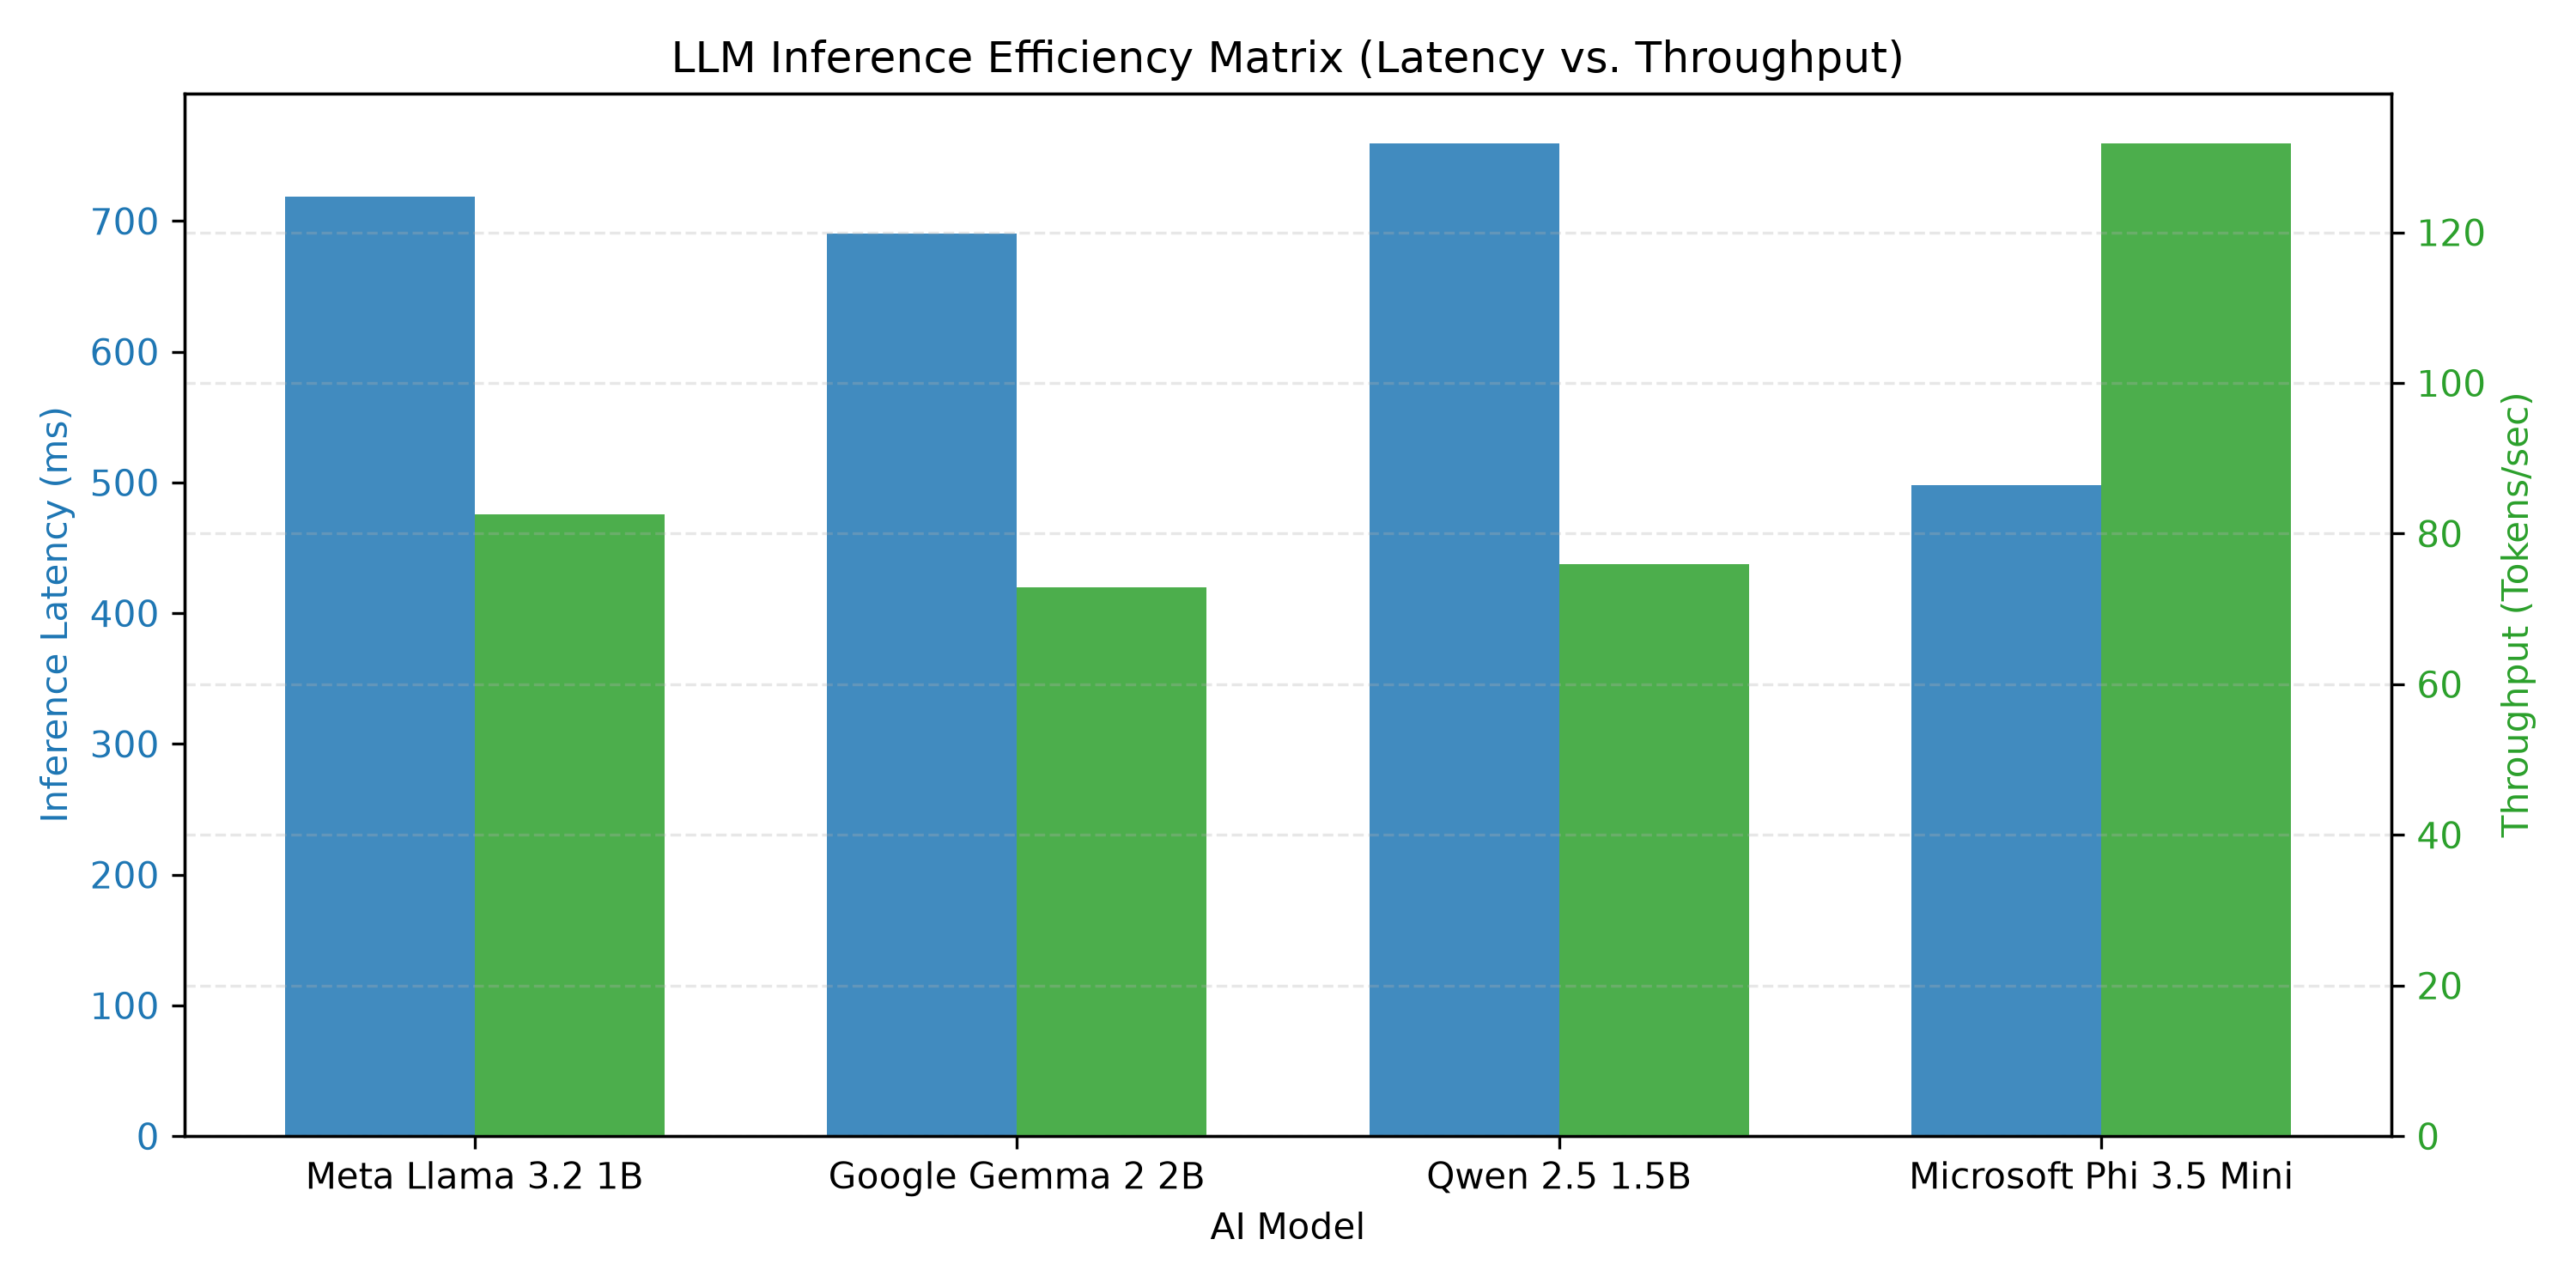 LLM Inference Efficiency Matrix (Latency vs. Throughput)
Inference Latency (ms)
700
600
500
400
300
200
100
0
120
100
80
60
40
20
0
Throughput (Tokens/sec)
Meta Llama 3.2 1B
Google Gemma 2 2B
Qwen 2.5 1.5B
Microsoft Phi 3.5 Mini
AI Model